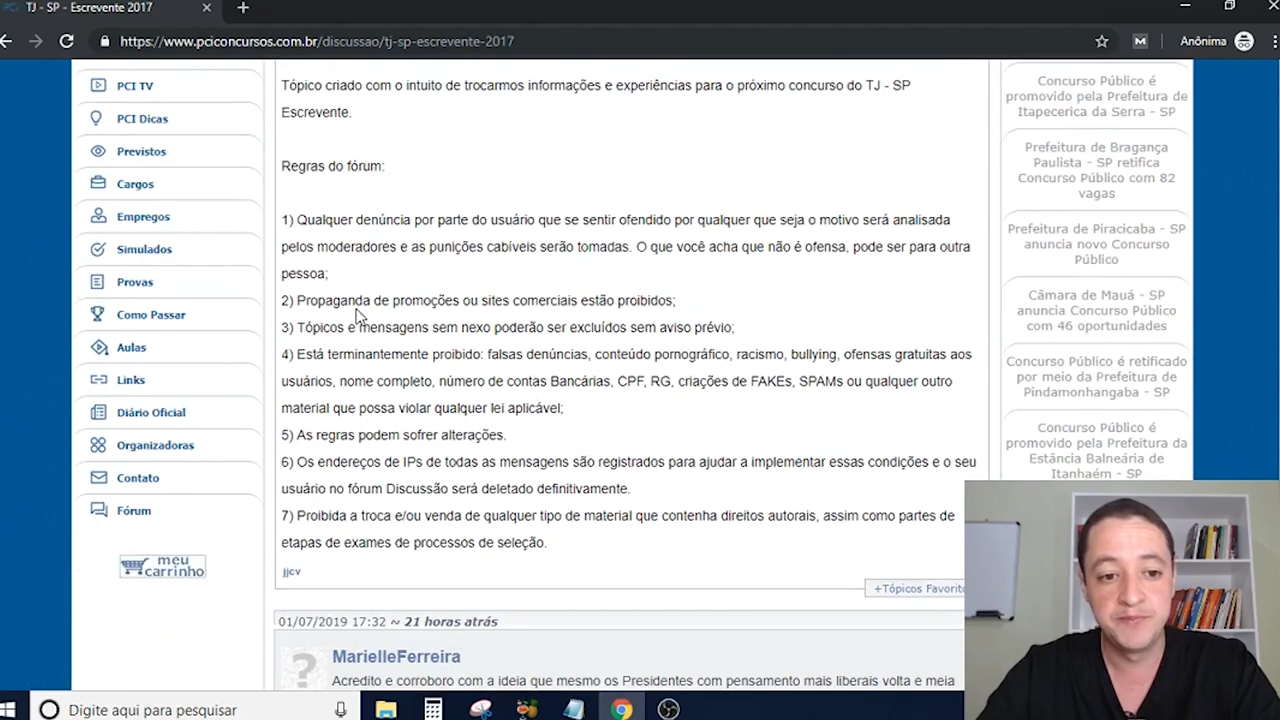 TJ - SP - Escrevente 2017
https://www.pciconcursos.com.br/discussao/tj-sp-escrevente-2017
M
Anônima
PCI TV
PCI Dicas
Previstos
Cargos
Empregos
Simulados
Provas
Como Passar
Aulas
Links
Diário Oficial
Organizadoras
Contato
Fórum
meu
carrinho
Tópico criado com o intuito de trocarmos informações e experiências para o próximo concurso do TJ - SP
Escrevente.
Regras do fórum:
1) Qualquer denúncia por parte do usuário que se sentir ofendido por qualquer que seja o motivo será analisada
pelos moderadores e as punições cabíveis serão tomadas. O que você acha que não é ofensa, pode ser para outra
pessoa;
2) Propaganda de promoções ou sites comerciais estão proibidos;
3) Tópicos e mensagens sem nexo poderão ser excluídos sem aviso prévio;
4) Está terminantemente proibido: falsas denúncias, conteúdo pornográfico, racismo, bullying, ofensas gratuitas aos
usuários, nome completo, número de contas Bancárias, CPF, RG, criações de FAKEs, SPAMs ou qualquer outro
material que possa violar qualquer lei aplicável;
5) As regras podem sofrer alterações.
6) Os endereços de IPs de todas as mensagens são registrados para ajudar a implementar essas condições e o seu
usuário no fórum Discussão será deletado definitivamente.
7) Proibida a troca e/ou venda de qualquer tipo de material que contenha direitos autorais, assim como partes de
etapas de exames de processos de seleção.
jjcv
+Tópicos Favorito
01/07/2019 17:32 ~ 21 horas atrás
?
MarielleFerreira
Acredito e corroboro com a ideia que mesmo os Presidentes com pensamento mais liberais volta e meia
Concurso Público é
promovido pela Prefeitura de
Itapecerica da Serra - SP
Prefeitura de Bragança
Paulista - SP retifica
Concurso Público com 82
vagas
Prefeitura de Piracicaba - SP
anuncia novo Concurso
Público
Câmara de Mauá - SP
anuncia Concurso Público
com 46 oportunidades
Concurso Público é retificado
por meio da Prefeitura de
Pindamonhangaba - SP
Concurso Público é
promovido pela Prefeitura da
Estância Balneária de
Itanhaém - SP
Digite aqui para pesquisar